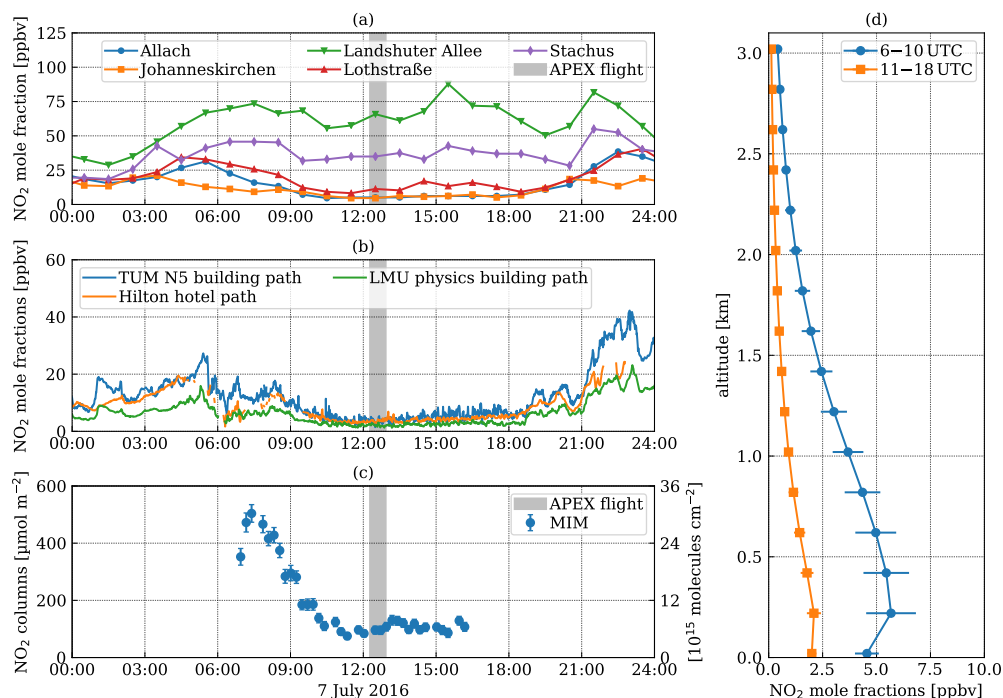 (a)
NO₂ mole fraction [ppbv]
125
100
75
50
25
0
Allach
Johanneskirchen
Landshuter Allee
Lothstraße
Stachus
APEX flight
00:00 03:00 06:00 09:00 12:00 15:00 18:00 21:00 24:00
(b)
NO₂ mole fractions [ppbv]
60
40
20
0
TUM N5 building path
Hilton hotel path
LMU physics building path
00:00 03:00 06:00 09:00 12:00 15:00 18:00 21:00 24:00
(c)
NO₂ columns [µmol m⁻²]
600
400
200
0
APEX flight
MIM
36
24
12
0
[10¹⁵ molecules cm⁻²]
00:00 03:00 06:00 09:00 12:00 15:00 18:00 21:00 24:00
7 July 2016
(d)
altitude [km]
3.0
2.5
2.0
1.5
1.0
0.5
0.0
6−10 UTC
11−18 UTC
0.0 2.5 5.0 7.5 10.0
NO₂ mole fractions [ppbv]